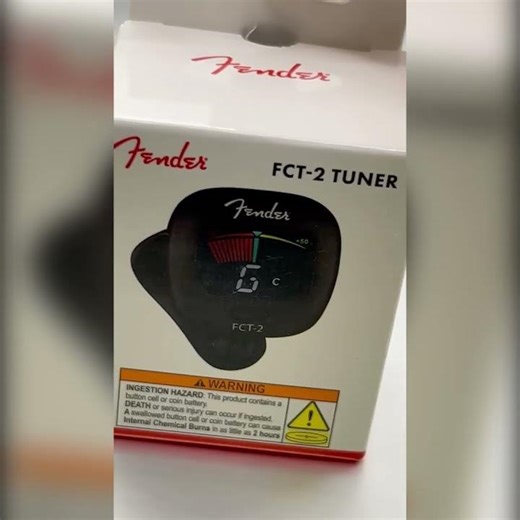 Fender
Fender
FCT-2 TUNER
Fender
+50
G C
FCT-2
WARNING
INGESTION HAZARD: This product contains a
button cell or coin battery.
DEATH or serious injury can occur if ingested.
A swallowed button cell or coin battery can cause
Internal Chemical Burns in as little as 2 hours